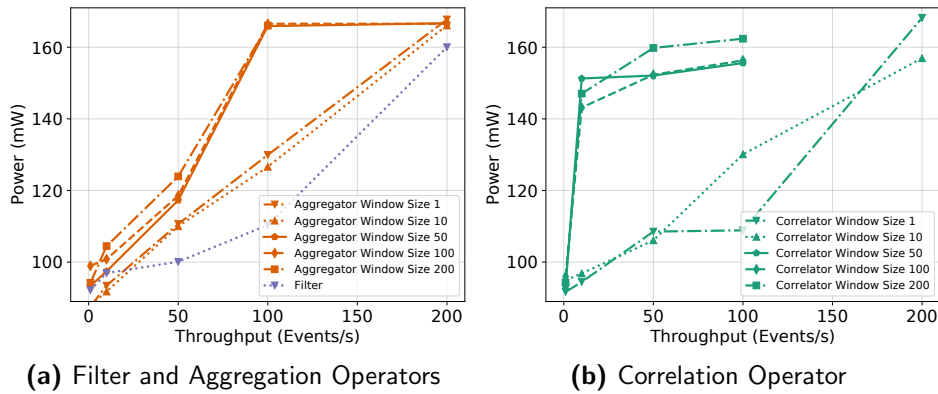 160
140
120
100
Power (mW)
0 50 100 150 200
Throughput (Events/s)
Aggregator Window Size 1
Aggregator Window Size 10
Aggregator Window Size 50
Aggregator Window Size 100
Aggregator Window Size 200
Filter
(a) Filter and Aggregation Operators
160
140
120
100
Power (mW)
0 50 100 150 200
Throughput (Events/s)
Correlator Window Size 1
Correlator Window Size 10
Correlator Window Size 50
Correlator Window Size 100
Correlator Window Size 200
(b) Correlation Operator